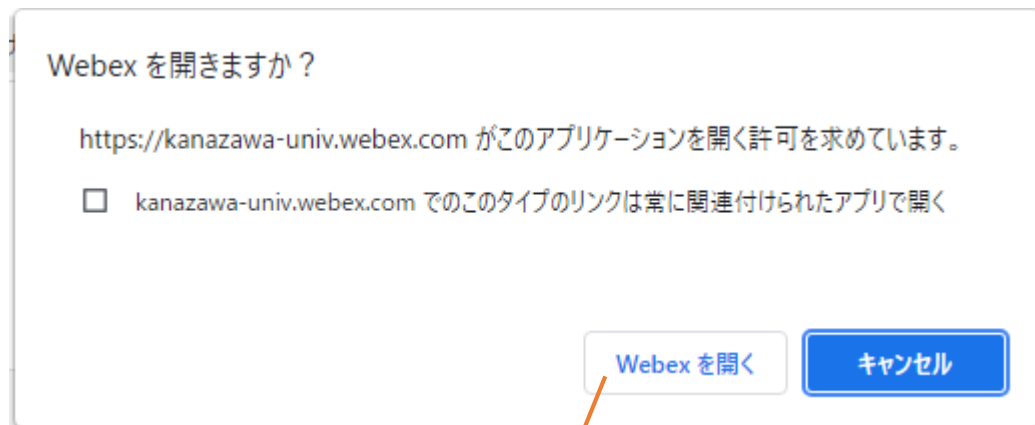 Webex を開きますか？
https://kanazawa-univ.webex.com がこのアプリケーションを開く許可を求めています。
kanazawa-univ.webex.com でのこのタイプのリンクは常に関連付けられたアプリで開く
Webex を開く
キャンセル